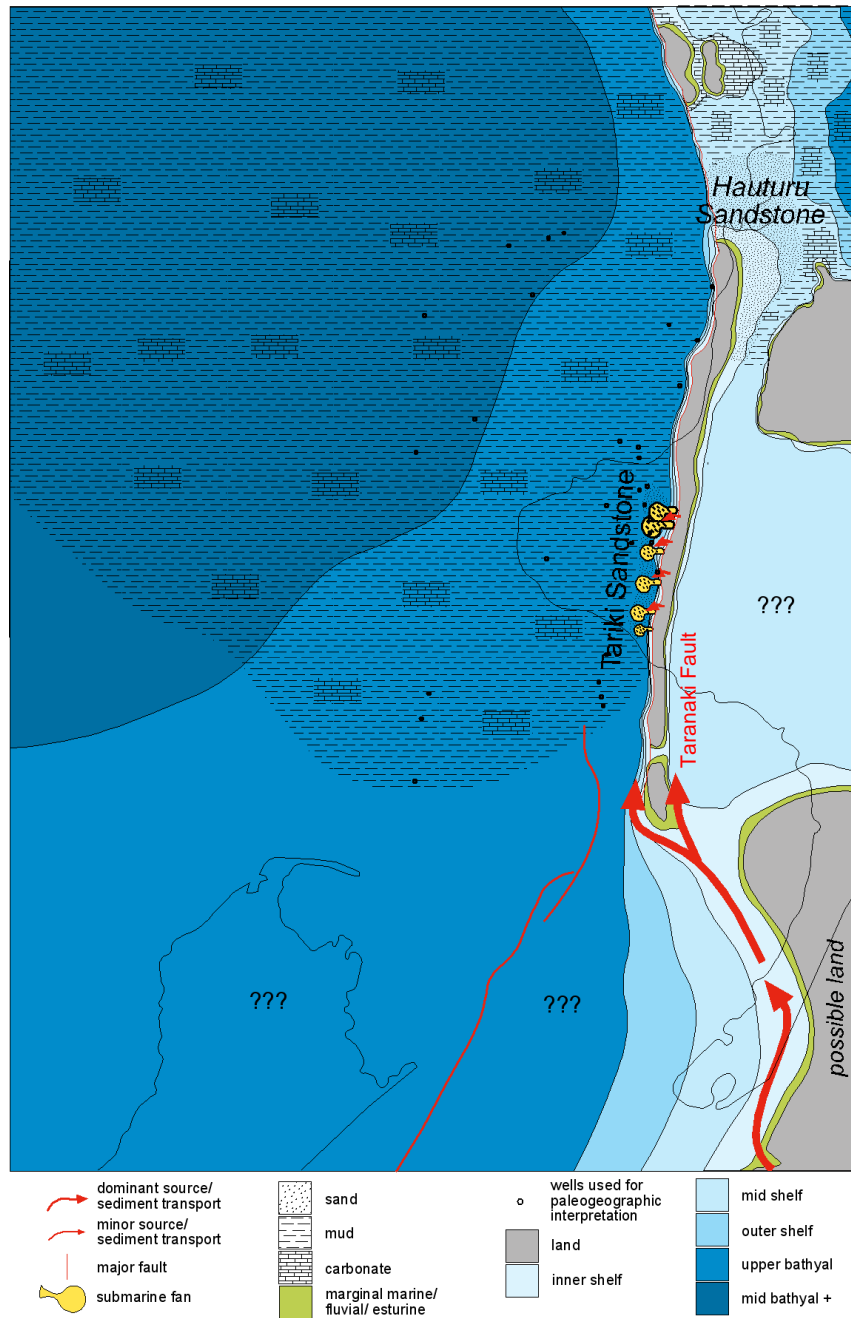 Hauturu
Sandstone
Tariki Sandstone
???
Taranaki Fault
???
???
possible land
dominant source/
sediment transport
minor source/
sediment transport
major fault
submarine fan
sand
mud
carbonate
marginal marine/
fluvial/ esturine
wells used for
paleogeographic
interpretation
land
inner shelf
mid shelf
outer shelf
upper bathyal
mid bathyal +